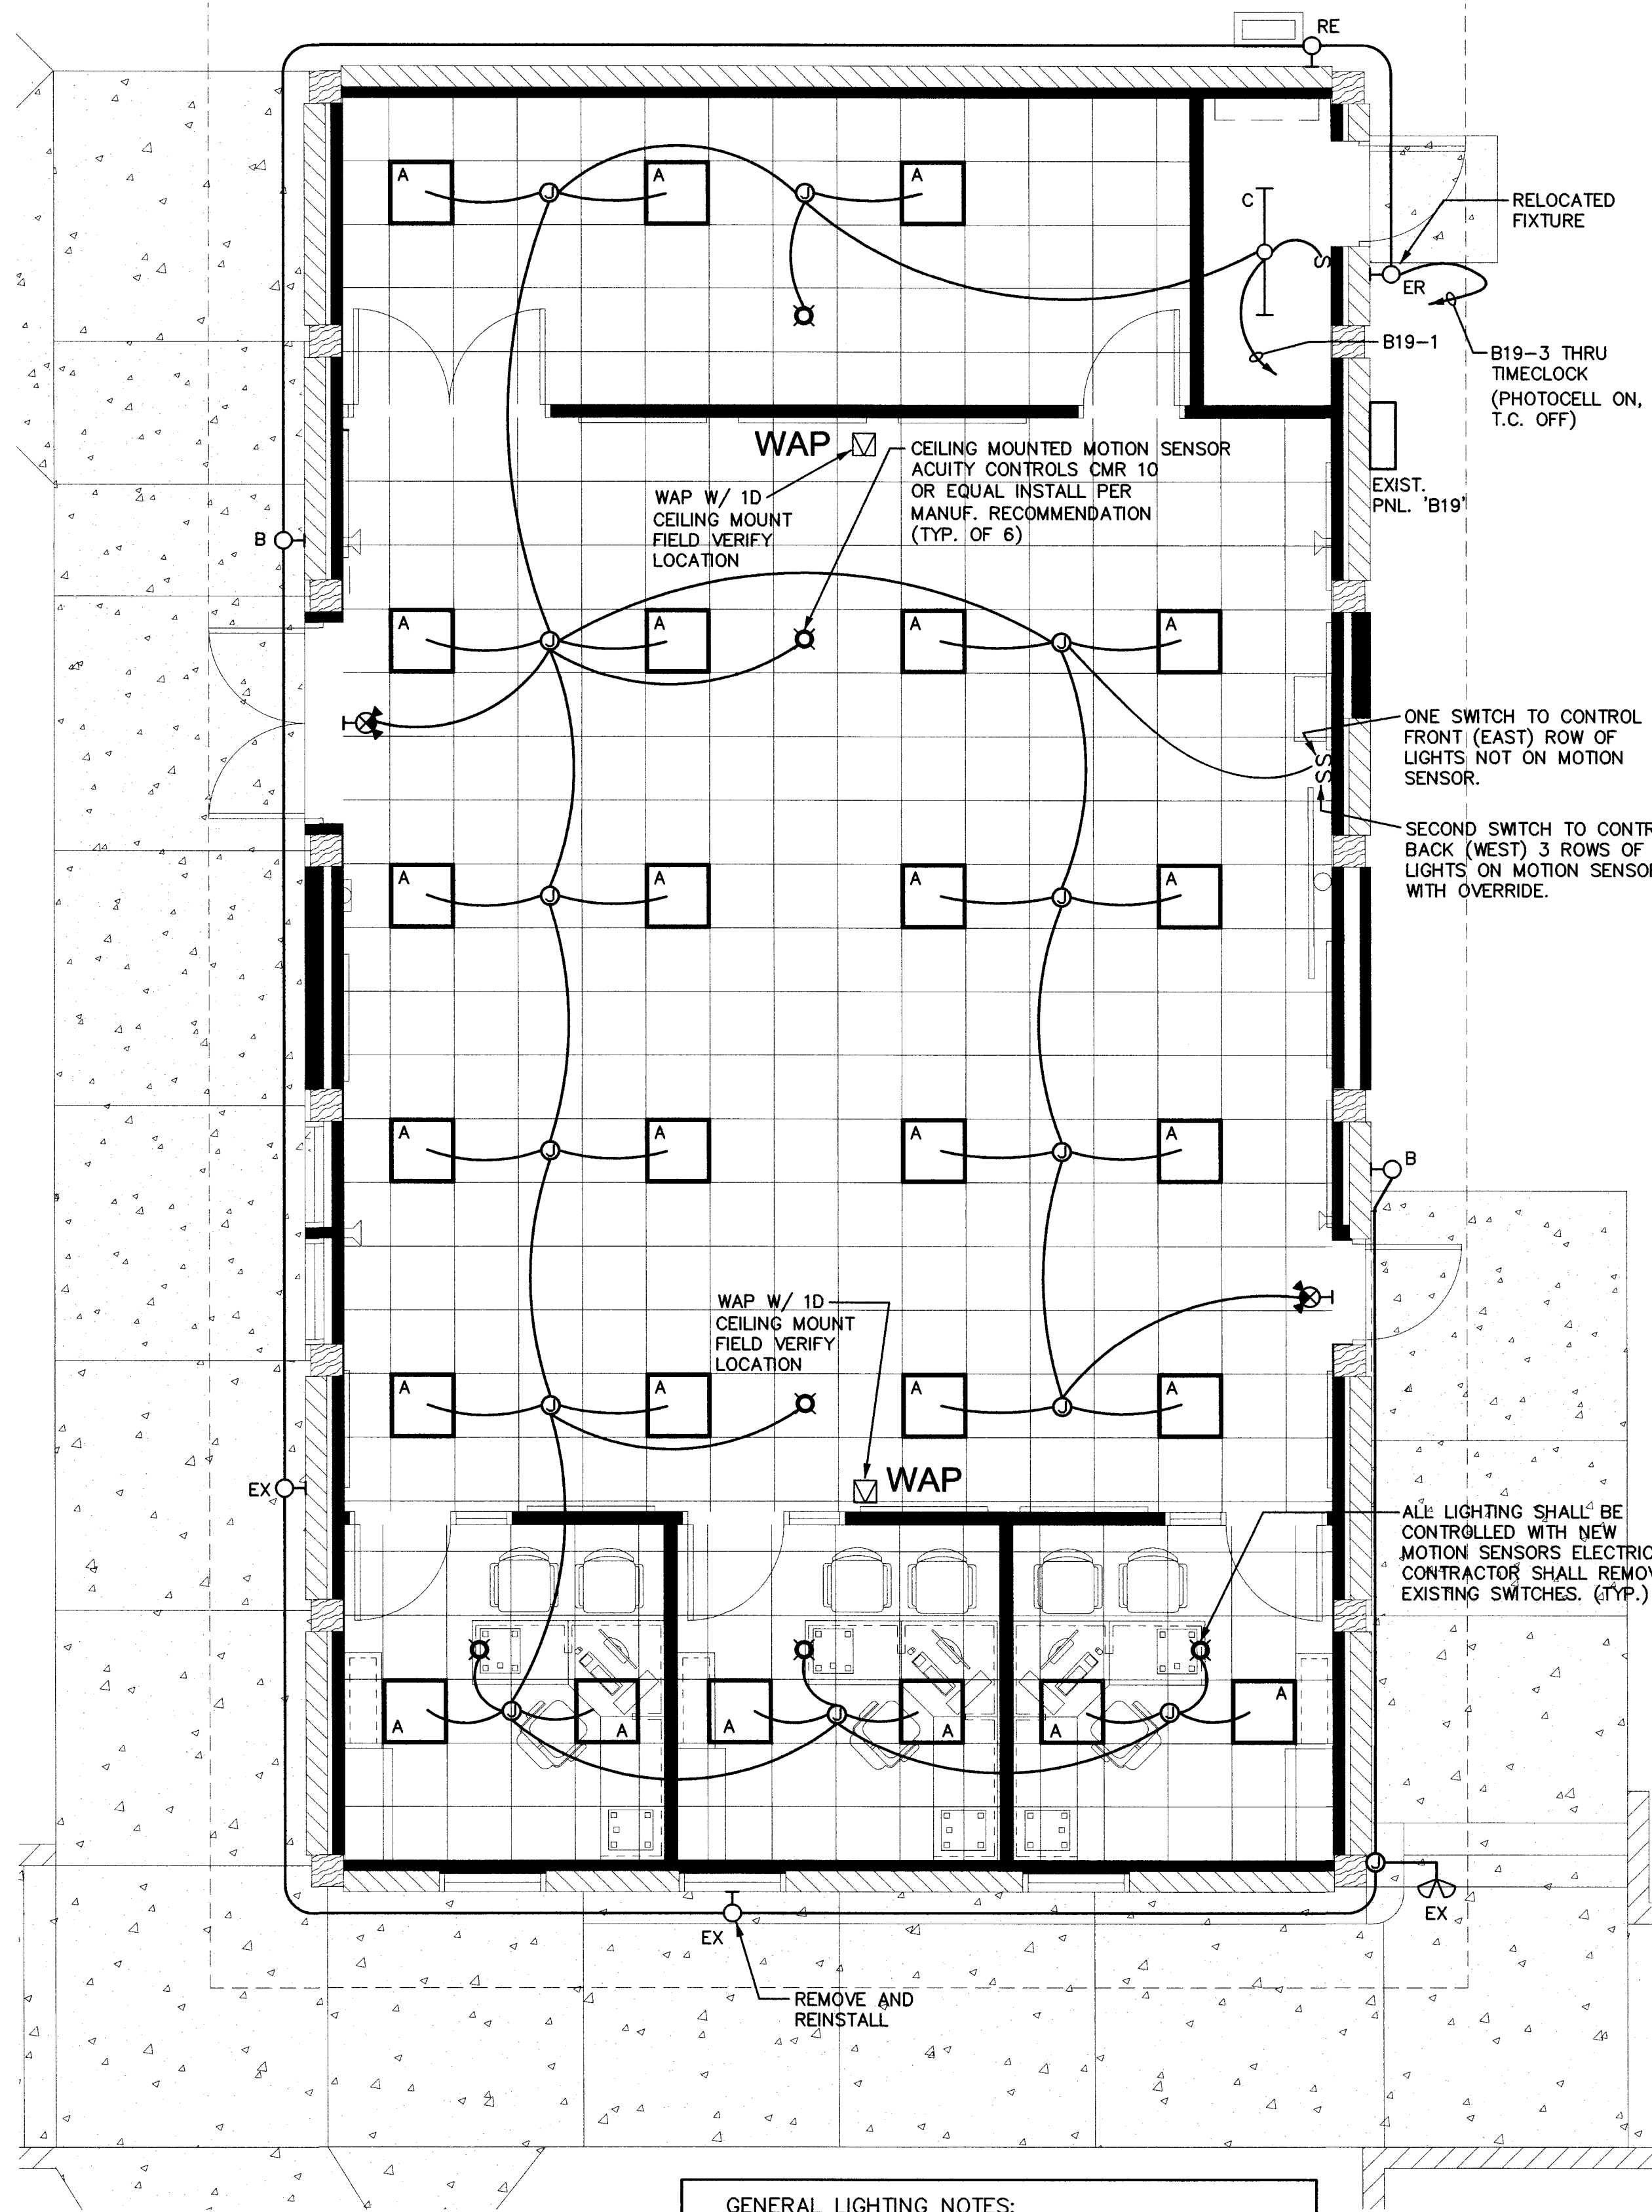 RE
A
A
A
C
S
RELOCATED
FIXTURE
ER
B19-1
B19-3 THRU
TIMECLOCK
(PHOTOCELL ON,
T.C. OFF)
WAP
WAP W/ 1D
CEILING MOUNT
FIELD VERIFY
LOCATION
CEILING MOUNTED MOTION SENSOR
ACUITY CONTROLS CMR 10
OR EQUAL INSTALL PER
MANUF. RECOMMENDATION
(TYP. OF 6)
EXIST.
PNL. 'B19'
B
J
J
A
A
A
A
J
J
ONE SWITCH TO CONTROL
FRONT (EAST) ROW OF
LIGHTS NOT ON MOTION
SENSOR.
SS
SECOND SWITCH TO CONTR
BACK (WEST) 3 ROWS OF
LIGHTS ON MOTION SENSOR
WITH OVERRIDE.
A
A
A
A
J
J
A
A
A
A
J
J
B
WAP W/ 1D
CEILING MOUNT
FIELD VERIFY
LOCATION
A
A
A
A
J
J
WAP
EX
ALL LIGHTING SHALL BE
CONTROLLED WITH NEW
MOTION SENSORS ELECTRIC
CONTRACTOR SHALL REMOV
EXISTING SWITCHES. (TYP.)
A
A
A
A
A
A
J
J
J
J
EX
EX
REMOVE AND
REINSTALL
GENERAL LIGHTING NOTES: